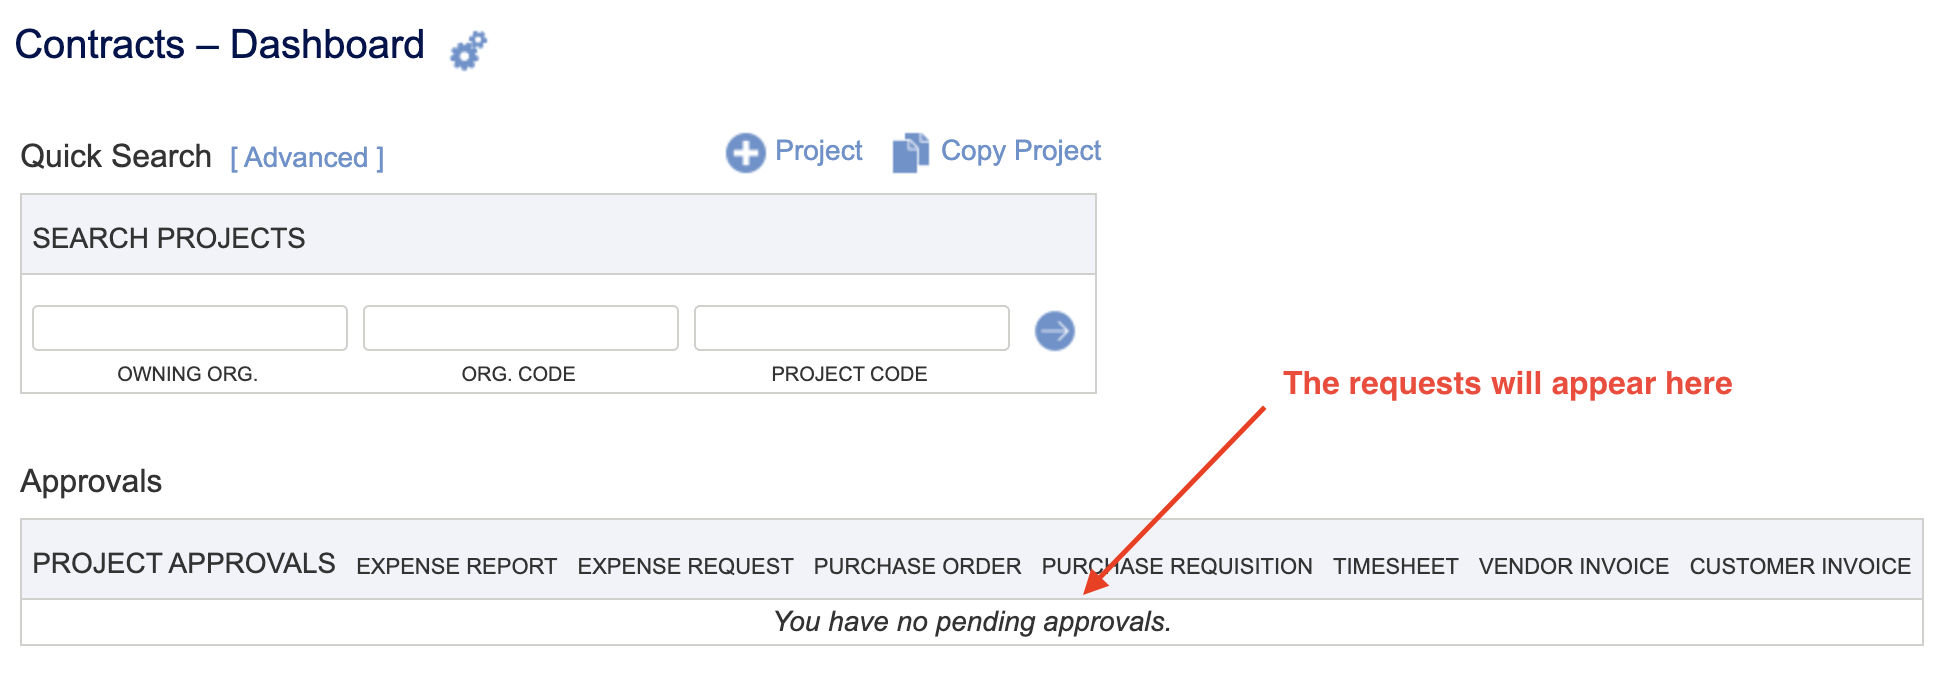 Contracts – Dashboard
Quick Search [ Advanced ] Project Copy Project
SEARCH PROJECTS
OWNING ORG. ORG. CODE PROJECT CODE
The requests will appear here
Approvals
PROJECT APPROVALS EXPENSE REPORT EXPENSE REQUEST PURCHASE ORDER PURCHASE REQUISITION TIMESHEET VENDOR INVOICE CUSTOMER INVOICE
You have no pending approvals.